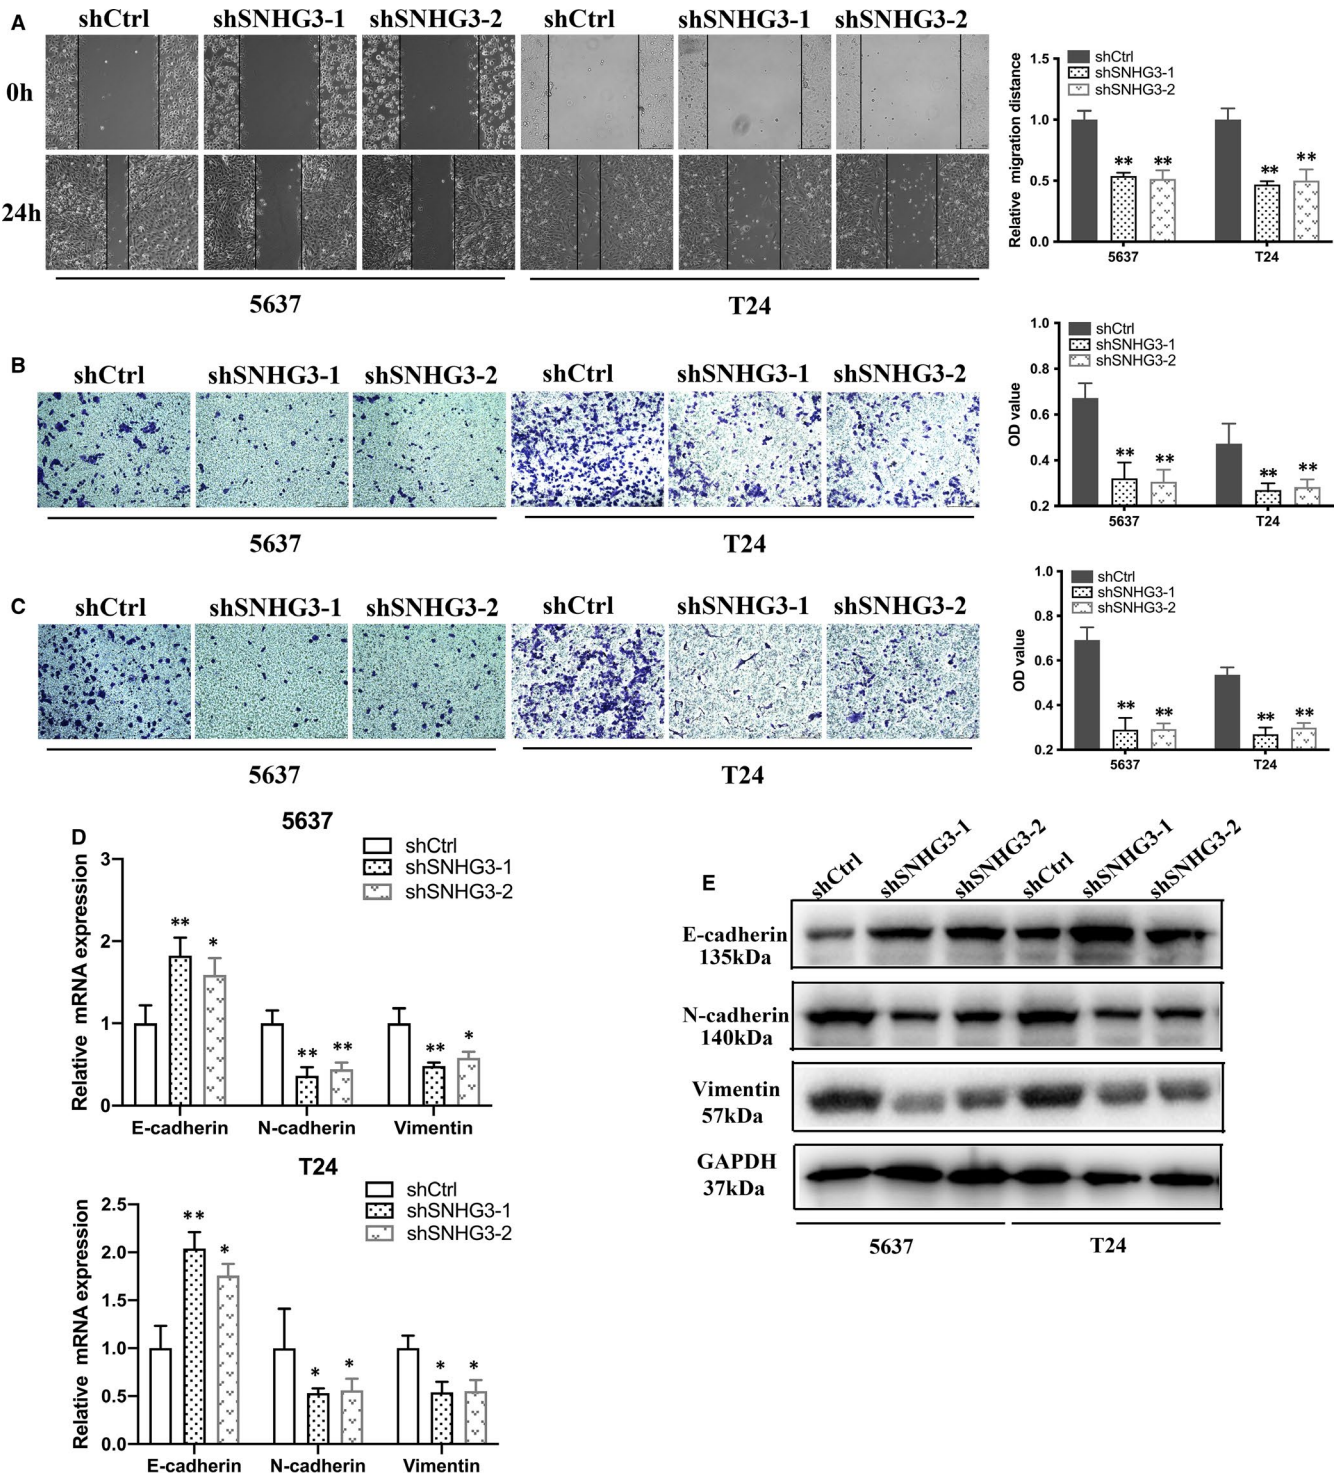 A
shCtrl shSNHG3-1 shSNHG3-2 shCtrl shSNHG3-1 shSNHG3-2
0h
24h
5637 T24
Relative migration distance
1.5
1.0
0.5
0.0
shCtrl
shSNHG3-1
shSNHG3-2
** ** ** **
5637 T24
B
shCtrl shSNHG3-1 shSNHG3-2 shCtrl shSNHG3-1 shSNHG3-2
5637 T24
OD value
1.0
0.8
0.6
0.4
0.2
shCtrl
shSNHG3-1
shSNHG3-2
** ** ** **
5637 T24
C
shCtrl shSNHG3-1 shSNHG3-2 shCtrl shSNHG3-1 shSNHG3-2
5637 T24
OD value
1.0
0.8
0.6
0.4
0.2
shCtrl
shSNHG3-1
shSNHG3-2
** ** ** **
5637 T24
D
5637
shCtrl
shSNHG3-1
shSNHG3-2
Relative mRNA expression
3
2
1
0
** * ** ** ** *
E-cadherin N-cadherin Vimentin
T24
shCtrl
shSNHG3-1
shSNHG3-2
Relative mRNA expression
2.5
2.0
1.5
1.0
0.5
0.0
** * * * * *
E-cadherin N-cadherin Vimentin
E
shCtrl shSNHG3-1 shSNHG3-2 shCtrl shSNHG3-1 shSNHG3-2
E-cadherin
135kDa
N-cadherin
140kDa
Vimentin
57kDa
GAPDH
37kDa
5637 T24